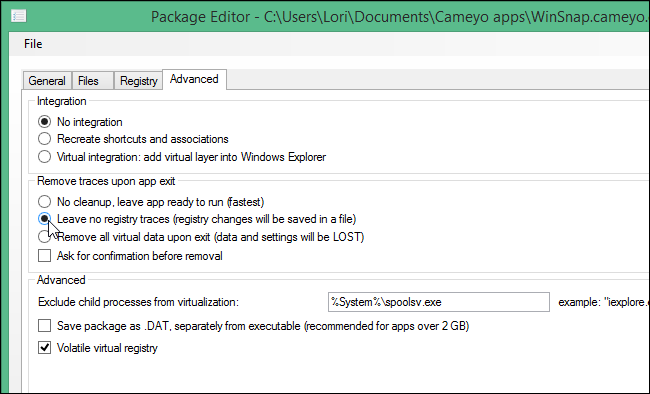 Package Editor - C:\Users\Lori\Documents\Cameyo apps\WinSnap.cameyo.
File
General Files Registry Advanced
Integration
No integration
Recreate shortcuts and associations
Virtual integration: add virtual layer into Windows Explorer
Remove traces upon app exit
No cleanup, leave app ready to run (fastest)
Leave no registry traces (registry changes will be saved in a file)
Remove all virtual data upon exit (data and settings will be LOST)
Ask for confirmation before removal
Advanced
Exclude child processes from virtualization: %System%\spoolsv.exe example: "iexplore.
Save package as .DAT, separately from executable (recommended for apps over 2 GB)
Volatile virtual registry